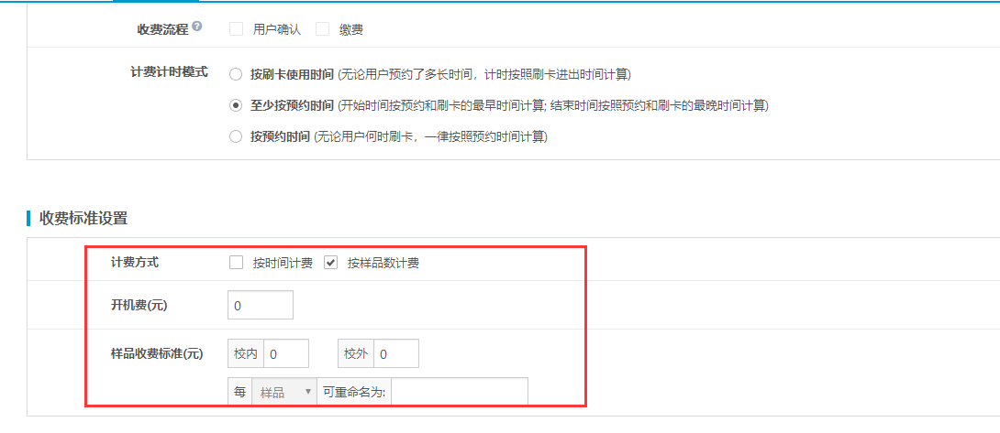 收费流程 ? 用户确认 缴费
计费计时模式 按刷卡使用时间 (无论用户预约了多长时间，计时按照刷卡进出时间计算)
至少按预约时间 (开始时间按预约和刷卡的最早时间计算; 结束时间按照预约和刷卡的最晚时间计算)
按预约时间 (无论用户何时刷卡，一律按照预约时间计算)
收费标准设置
计费方式 按时间计费 按样品数计费
开机费(元) 0
样品收费标准(元) 校内 0 校外 0
每 样品 可重命名为: